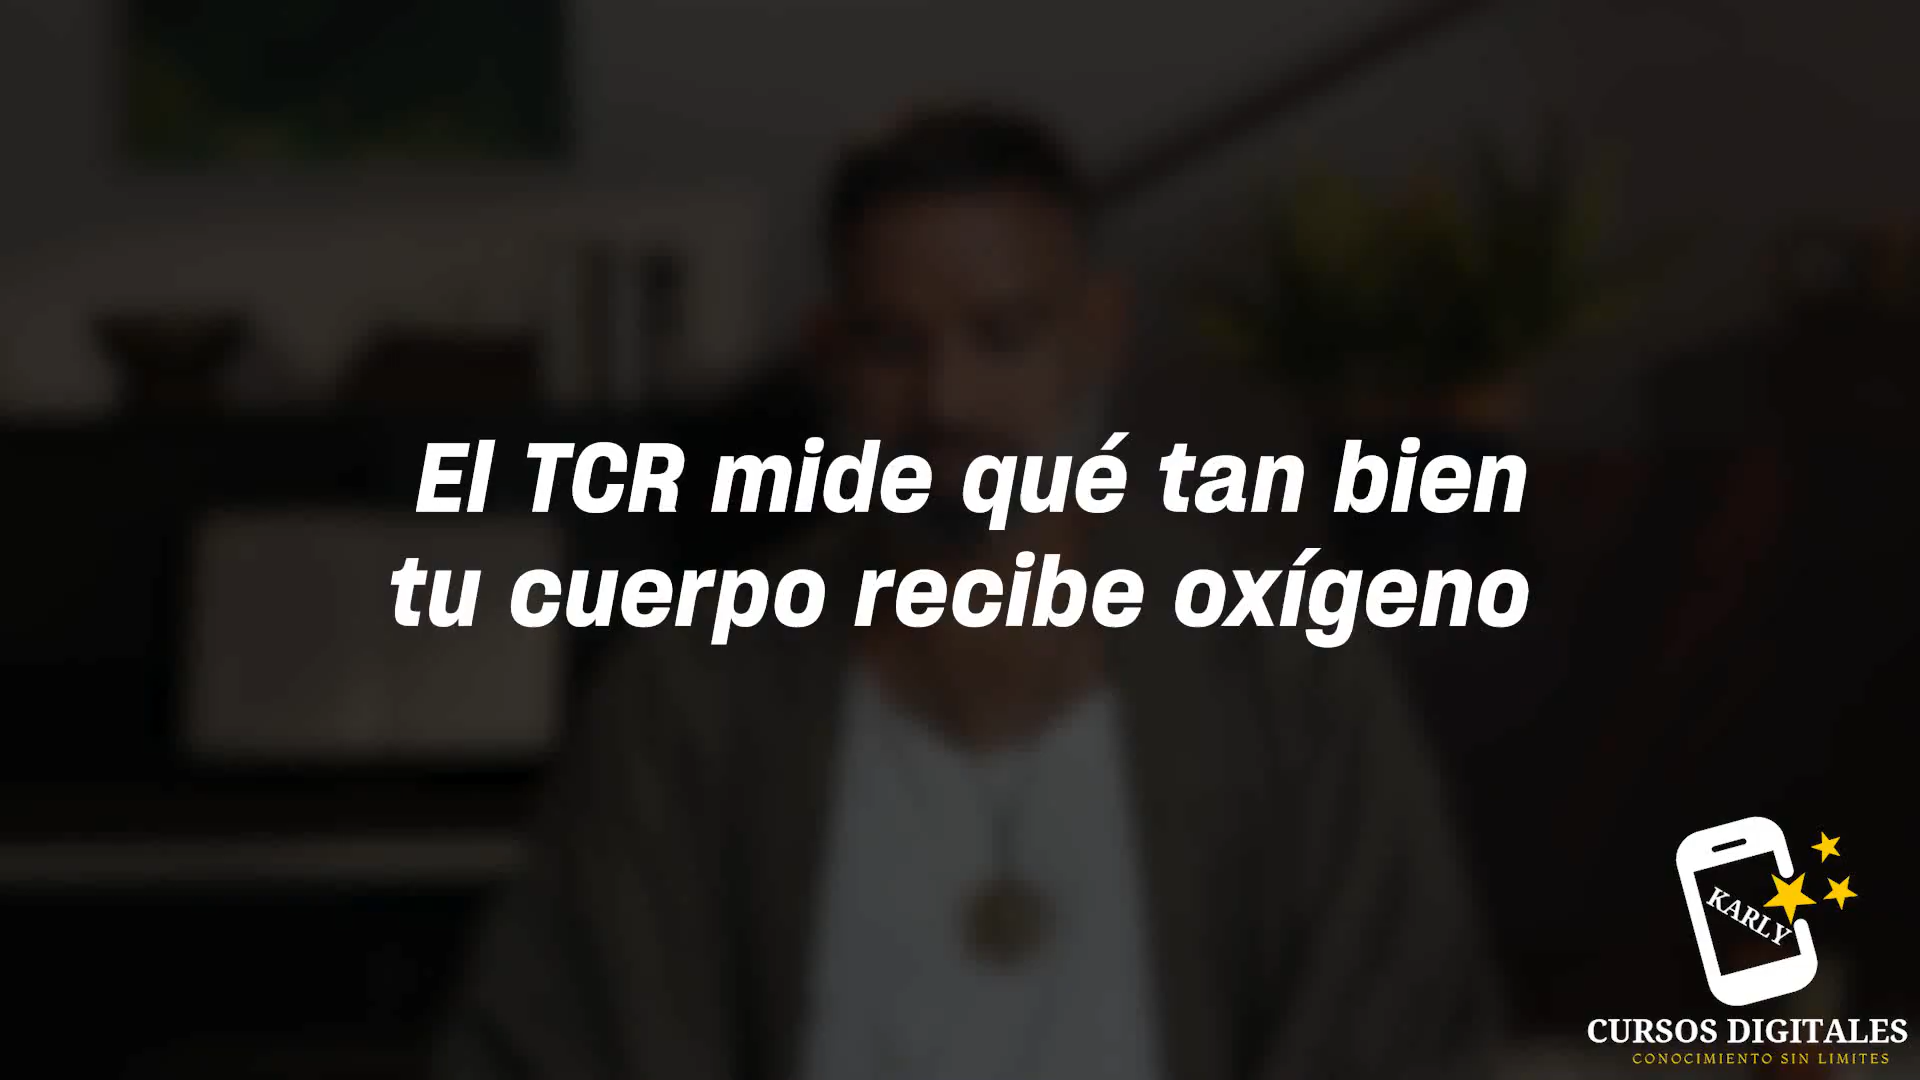 El TCR mide qué tan bien
tu cuerpo recibe oxígeno
KARLY
CURSOS DIGITALES
CONOCIMIENTO SIN LIMITES